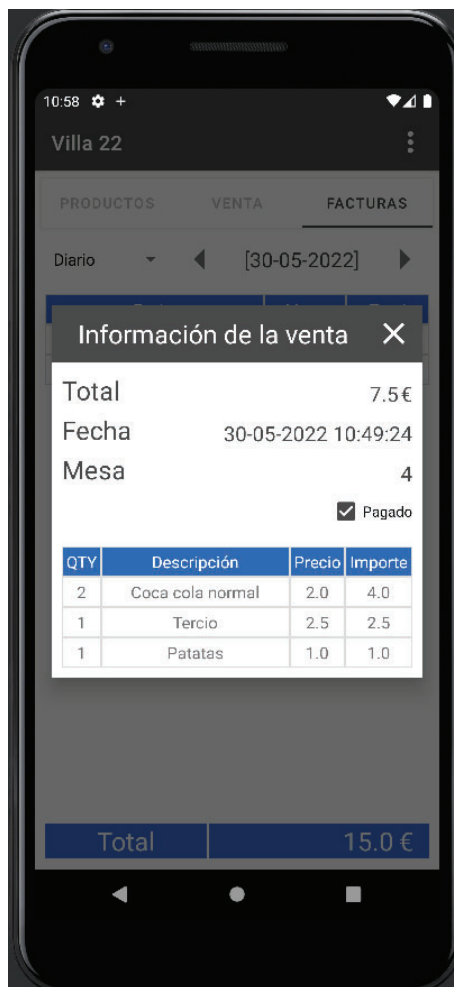 10:58
Villa 22
PRODUCTOS VENTA FACTURAS
Diario [30-05-2022]
Información de la venta
Total 7.5€
Fecha 30-05-2022 10:49:24
Mesa 4
Pagado
QTY Descripción Precio Importe
2 Coca cola normal 2.0 4.0
1 Tercio 2.5 2.5
1 Patatas 1.0 1.0
Total 15.0 €